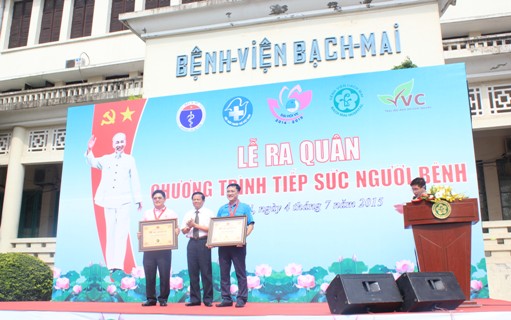 BỆNH-VIỆN BẠCH-MAI
VVC
LỄ RA QUÂN
CHƯƠNG TRÌNH TIẾP SỨC NGƯỜI BỆNH
, ngày 4 tháng 7 năm 2015